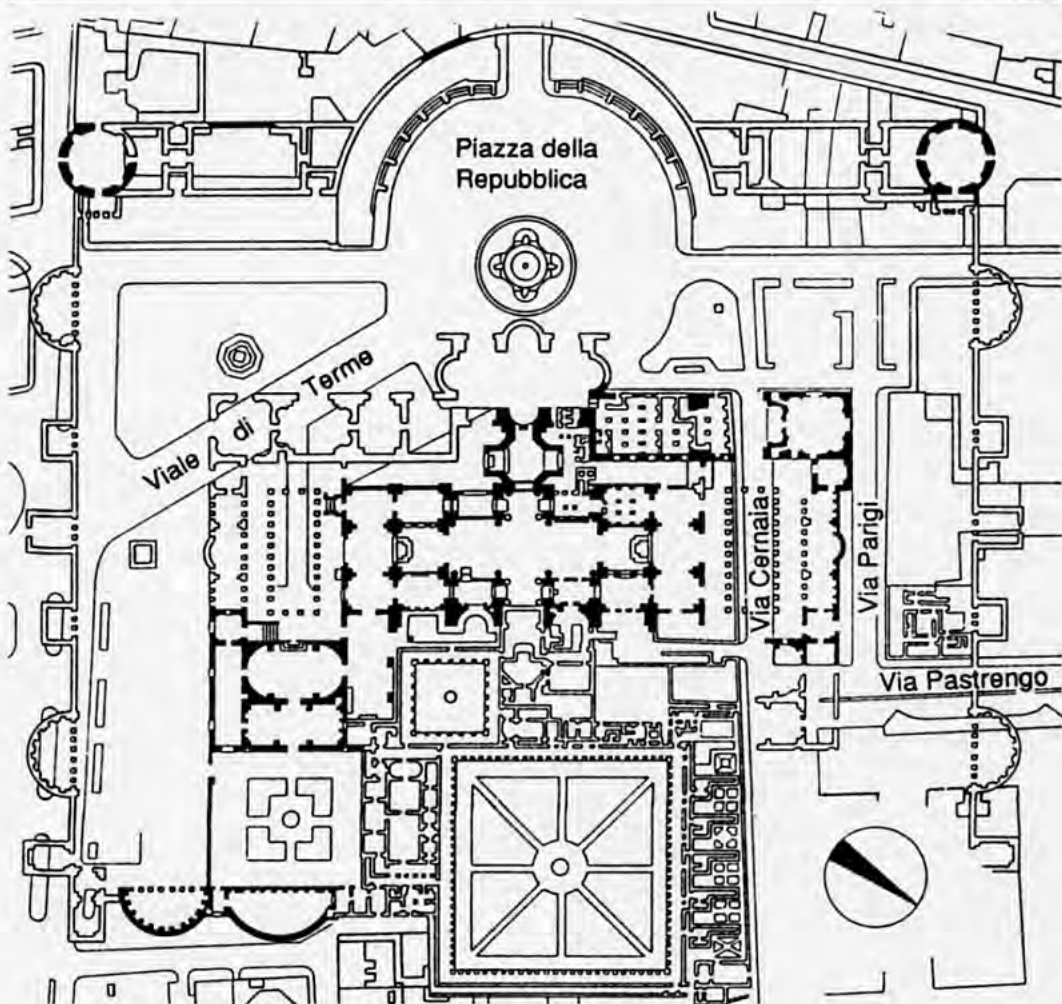 Piazza della
Repubblica
Viale di Terme
Via Cernaia
Via Parigi
Via Pastrengo